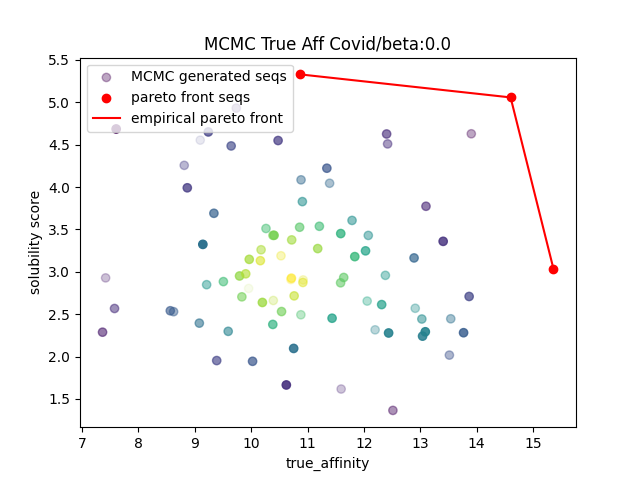 MCMC True Aff Covid/beta:0.0
MCMC generated seqs
pareto front seqs
empirical pareto front
solubility score
5.5
5.0
4.5
4.0
3.5
3.0
2.5
2.0
1.5
7 8 9 10 11 12 13 14 15
true_affinity